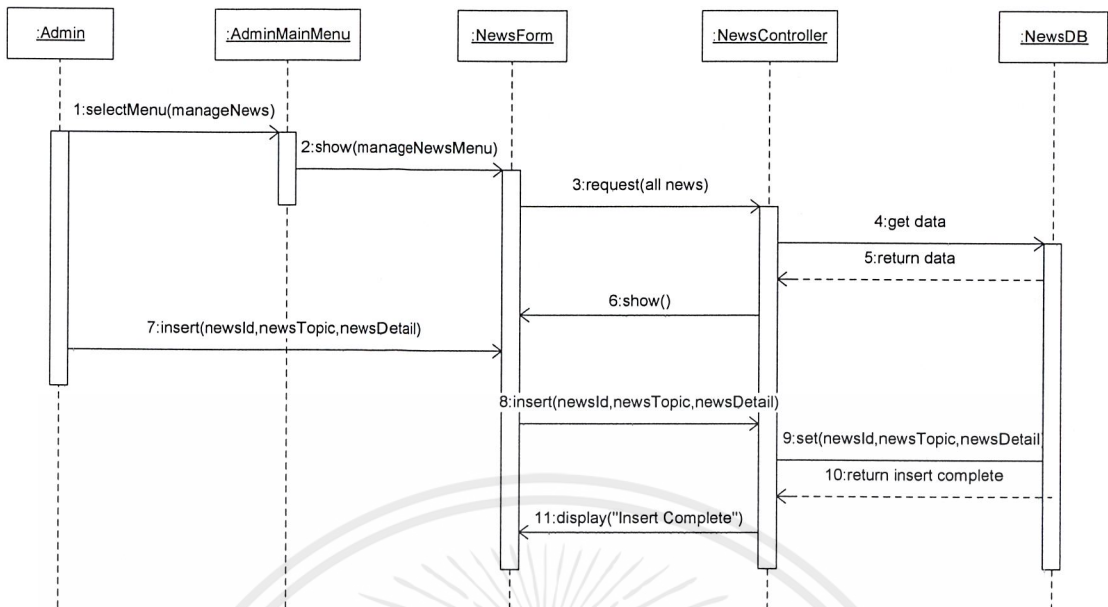 :Admin
:AdminMainMenu
:NewsForm
:NewsController
:NewsDB
1:selectMenu(manageNews)
2:show(manageNewsMenu)
3:request(all news)
4:get data
5:return data
6:show()
7:insert(newsId,newsTopic,newsDetail)
8:insert(newsId,newsTopic,newsDetail)
9:set(newsId,newsTopic,newsDetail)
10:return insert complete
11:display("Insert Complete")